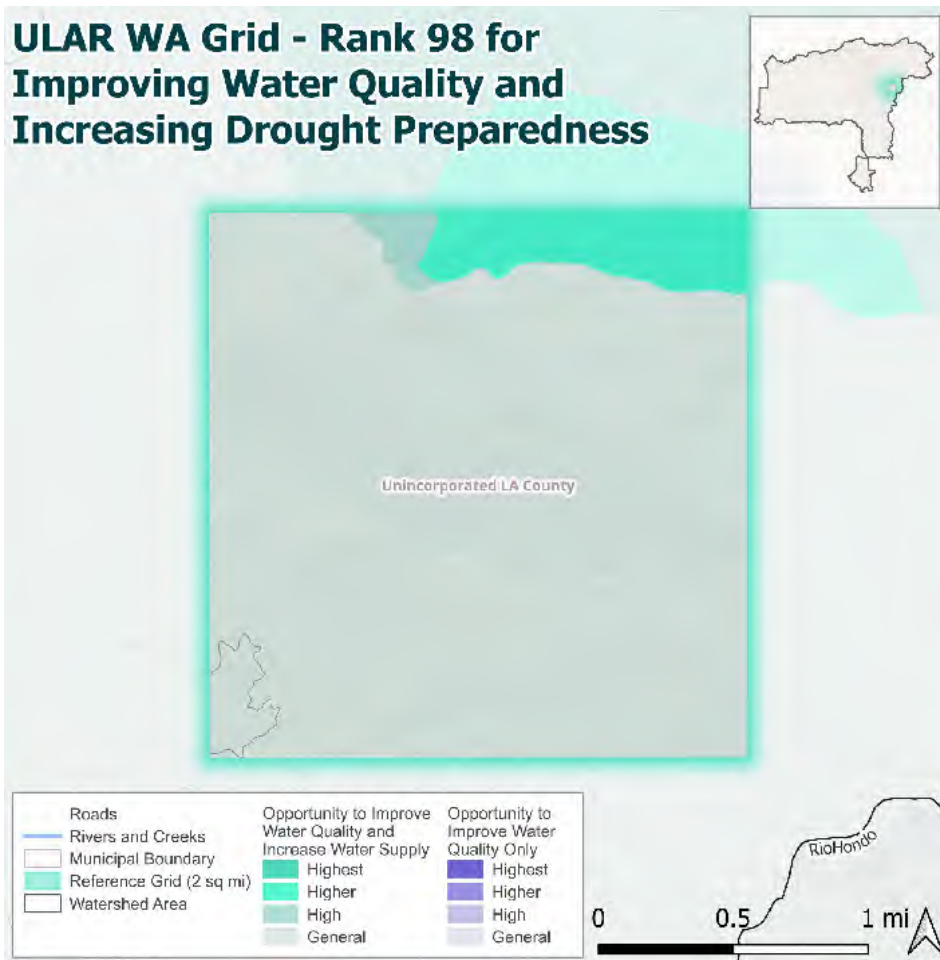 ULAR WA Grid - Rank 98 for
Improving Water Quality and
Increasing Drought Preparedness
Unincorporated LA County
Roads
Rivers and Creeks
Municipal Boundary
Reference Grid (2 sq mi)
Watershed Area
Opportunity to Improve
Water Quality and
Increase Water Supply
Highest
Higher
High
General
Opportunity to
Improve Water
Quality Only
Highest
Higher
High
General
RioHondo
0 0.5 1 mi